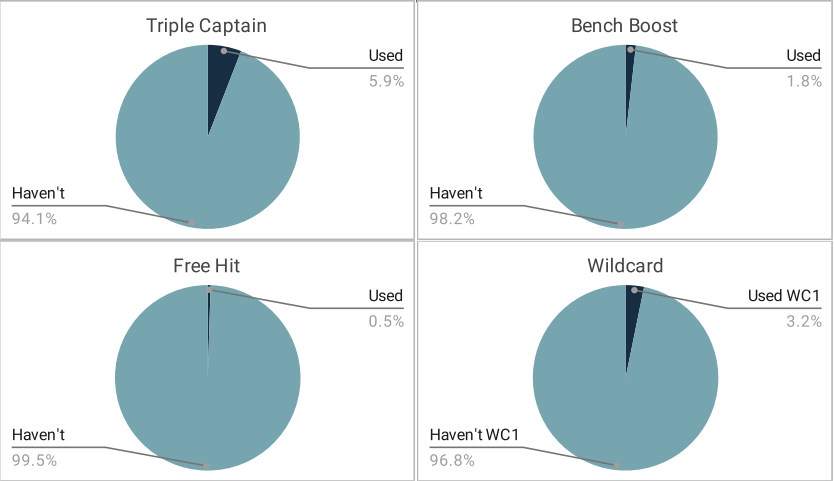 Triple Captain
Used
5.9%
Haven't
94.1%
Bench Boost
Used
1.8%
Haven't
98.2%
Free Hit
Used
0.5%
Haven't
99.5%
Wildcard
Used WC1
3.2%
Haven't WC1
96.8%